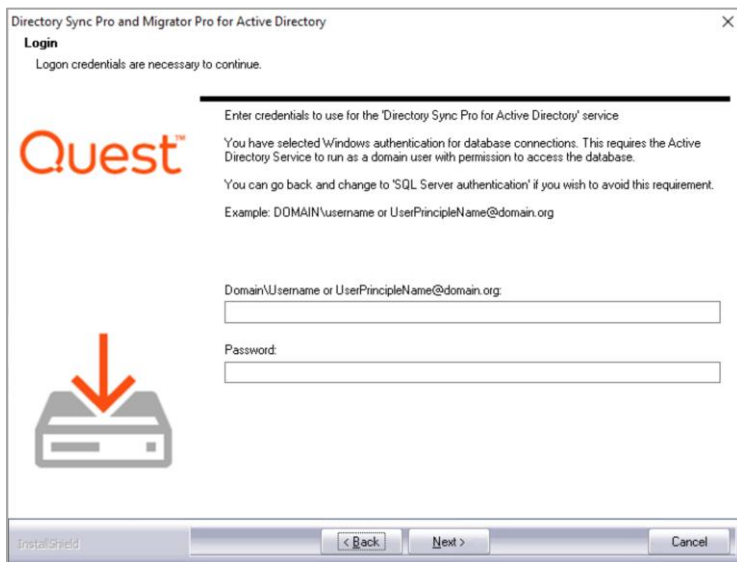 Directory Sync Pro and Migrator Pro for Active Directory
Login
Logon credentials are necessary to continue.
Quest™
Enter credentials to use for the 'Directory Sync Pro for Active Directory' service
You have selected Windows authentication for database connections. This requires the Active
Directory Service to run as a domain user with permission to access the database.
You can go back and change to 'SQL Server authentication' if you wish to avoid this requirement.
Example: DOMAIN\username or UserPrincipleName@domain.org
Domain\Username or UserPrincipleName@domain.org:
Password:
InstallShield
< Back
Next >
Cancel